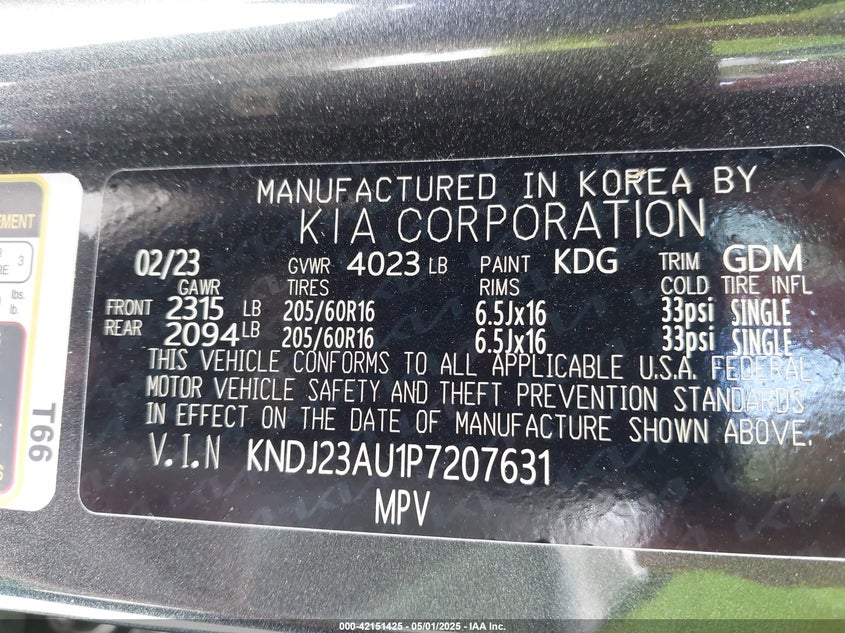 MANUFACTURED IN KOREA BY
KIA CORPORATION
02/23 GVWR 4023 LB PAINT KDG TRIM GDM
GAWR TIRES RIMS COLD TIRE INFL
FRONT 2315 LB 205/60R16 6.5Jx16 33psi SINGLE
REAR 2094 LB 205/60R16 6.5Jx16 33psi SINGLE
THIS VEHICLE CONFORMS TO ALL APPLICABLE U.S.A. FEDERAL
MOTOR VEHICLE SAFETY AND THEFT PREVENTION STANDARDS
IN EFFECT ON THE DATE OF MANUFACTURE SHOWN ABOVE.
V.I.N KNDJ23AU1P7207631
MPV
3
lbs.
lb.
T66
000-42151425 - 05/01/2025 - IAA Inc.